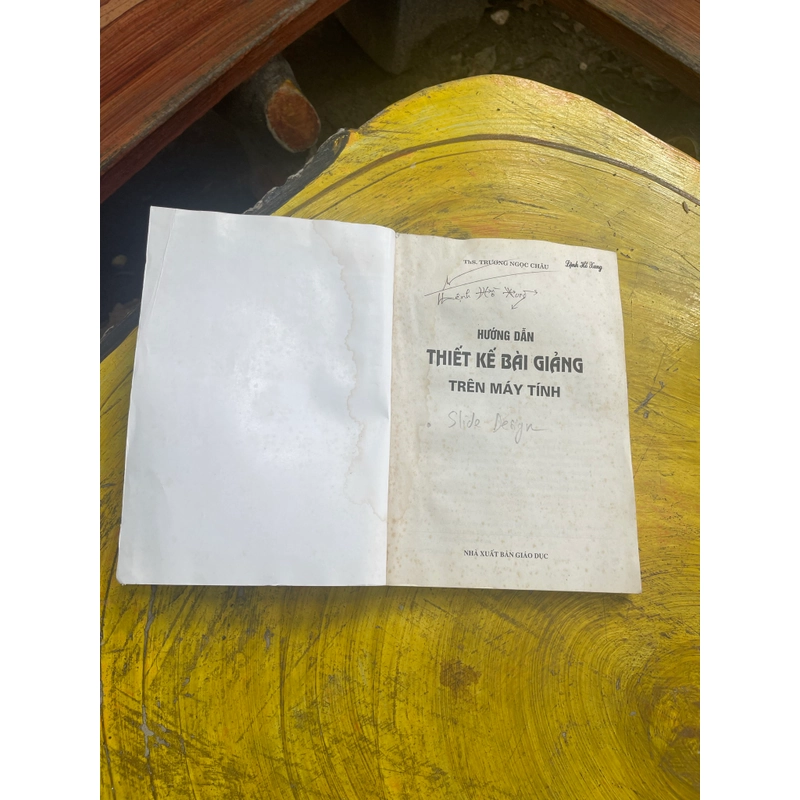 ThS. TRƯƠNG NGỌC CHÂU
HƯỚNG DẪN
THIẾT KẾ BÀI GIẢNG
TRÊN MÁY TÍNH
Slide Design
NHÀ XUẤT BẢN GIÁO DỤC